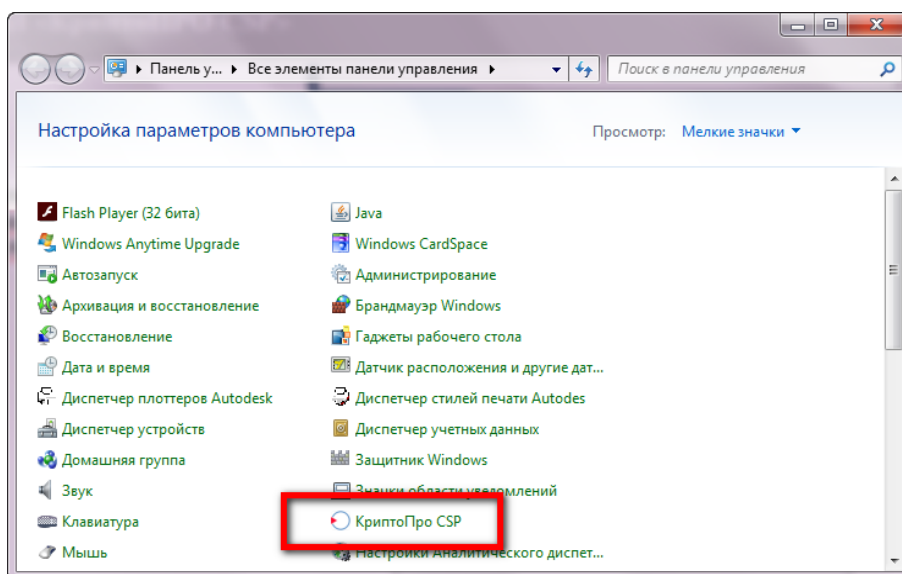 Панель у... Все элементы панели управления
Поиск в панели управления
Настройка параметров компьютера
Просмотр: Мелкие значки
Flash Player (32 бита)
Java
Windows Anytime Upgrade
Windows CardSpace
Автозапуск
Администрирование
Архивация и восстановление
Брандмауэр Windows
Восстановление
Гаджеты рабочего стола
Дата и время
Датчик расположения и другие дат...
Диспетчер плоттеров Autodesk
Диспетчер стилей печати Autodes
Диспетчер устройств
Диспетчер учетных данных
Домашняя группа
Защитник Windows
Звук
Значки области уведомлений
Клавиатура
КриптоПро CSP
Мышь
Настройки Аналитического диспет...